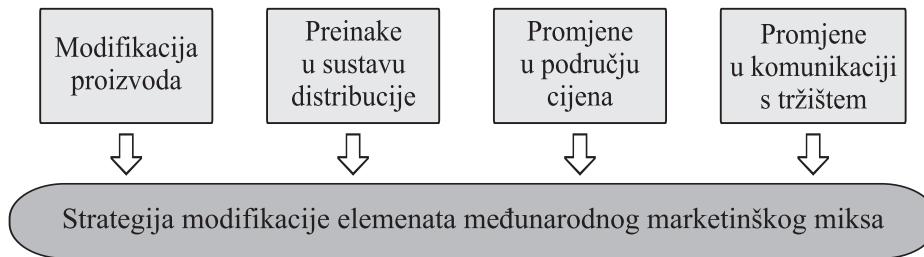 Modifikacija
proizvoda
Preinake
u sustavu
distribucije
Promjene
u području
cijena
Promjene
u komunikaciji
s tržištem
Strategija modifikacije elemenata međunarodnog marketinškog miksa